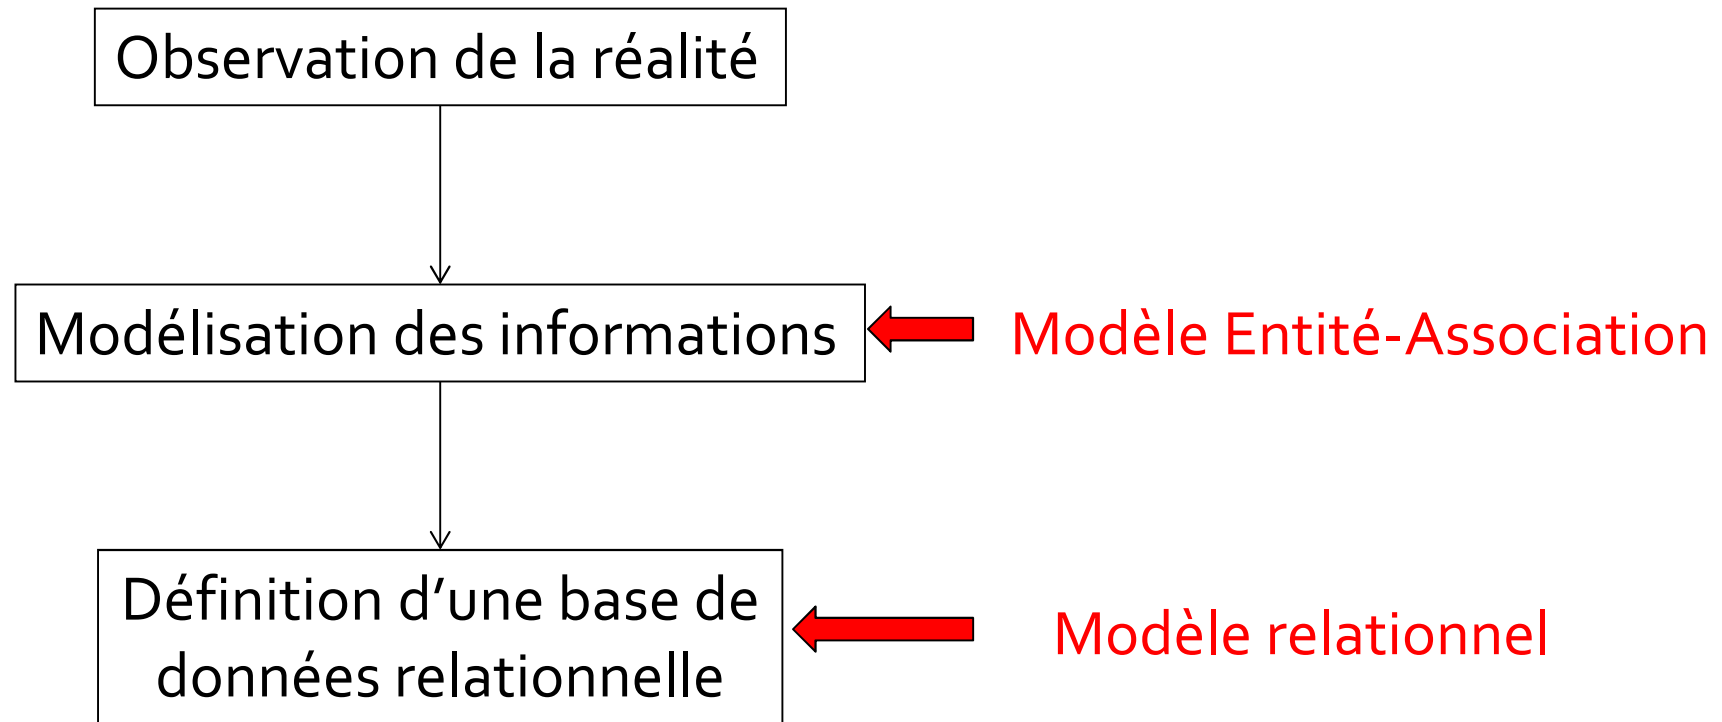 Observation de la réalité
Modélisation des informations
Modèle Entité-Association
Définition d’une base de
données relationnelle
Modèle relationnel